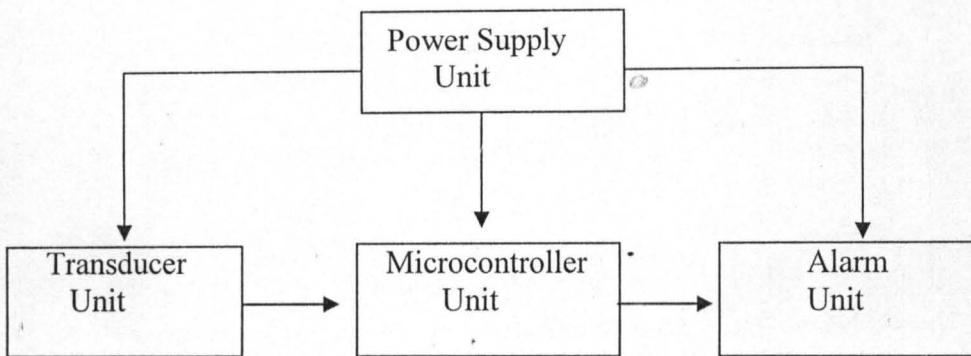 Power Supply
Unit
Transducer
Unit
Microcontroller
Unit
Alarm
Unit